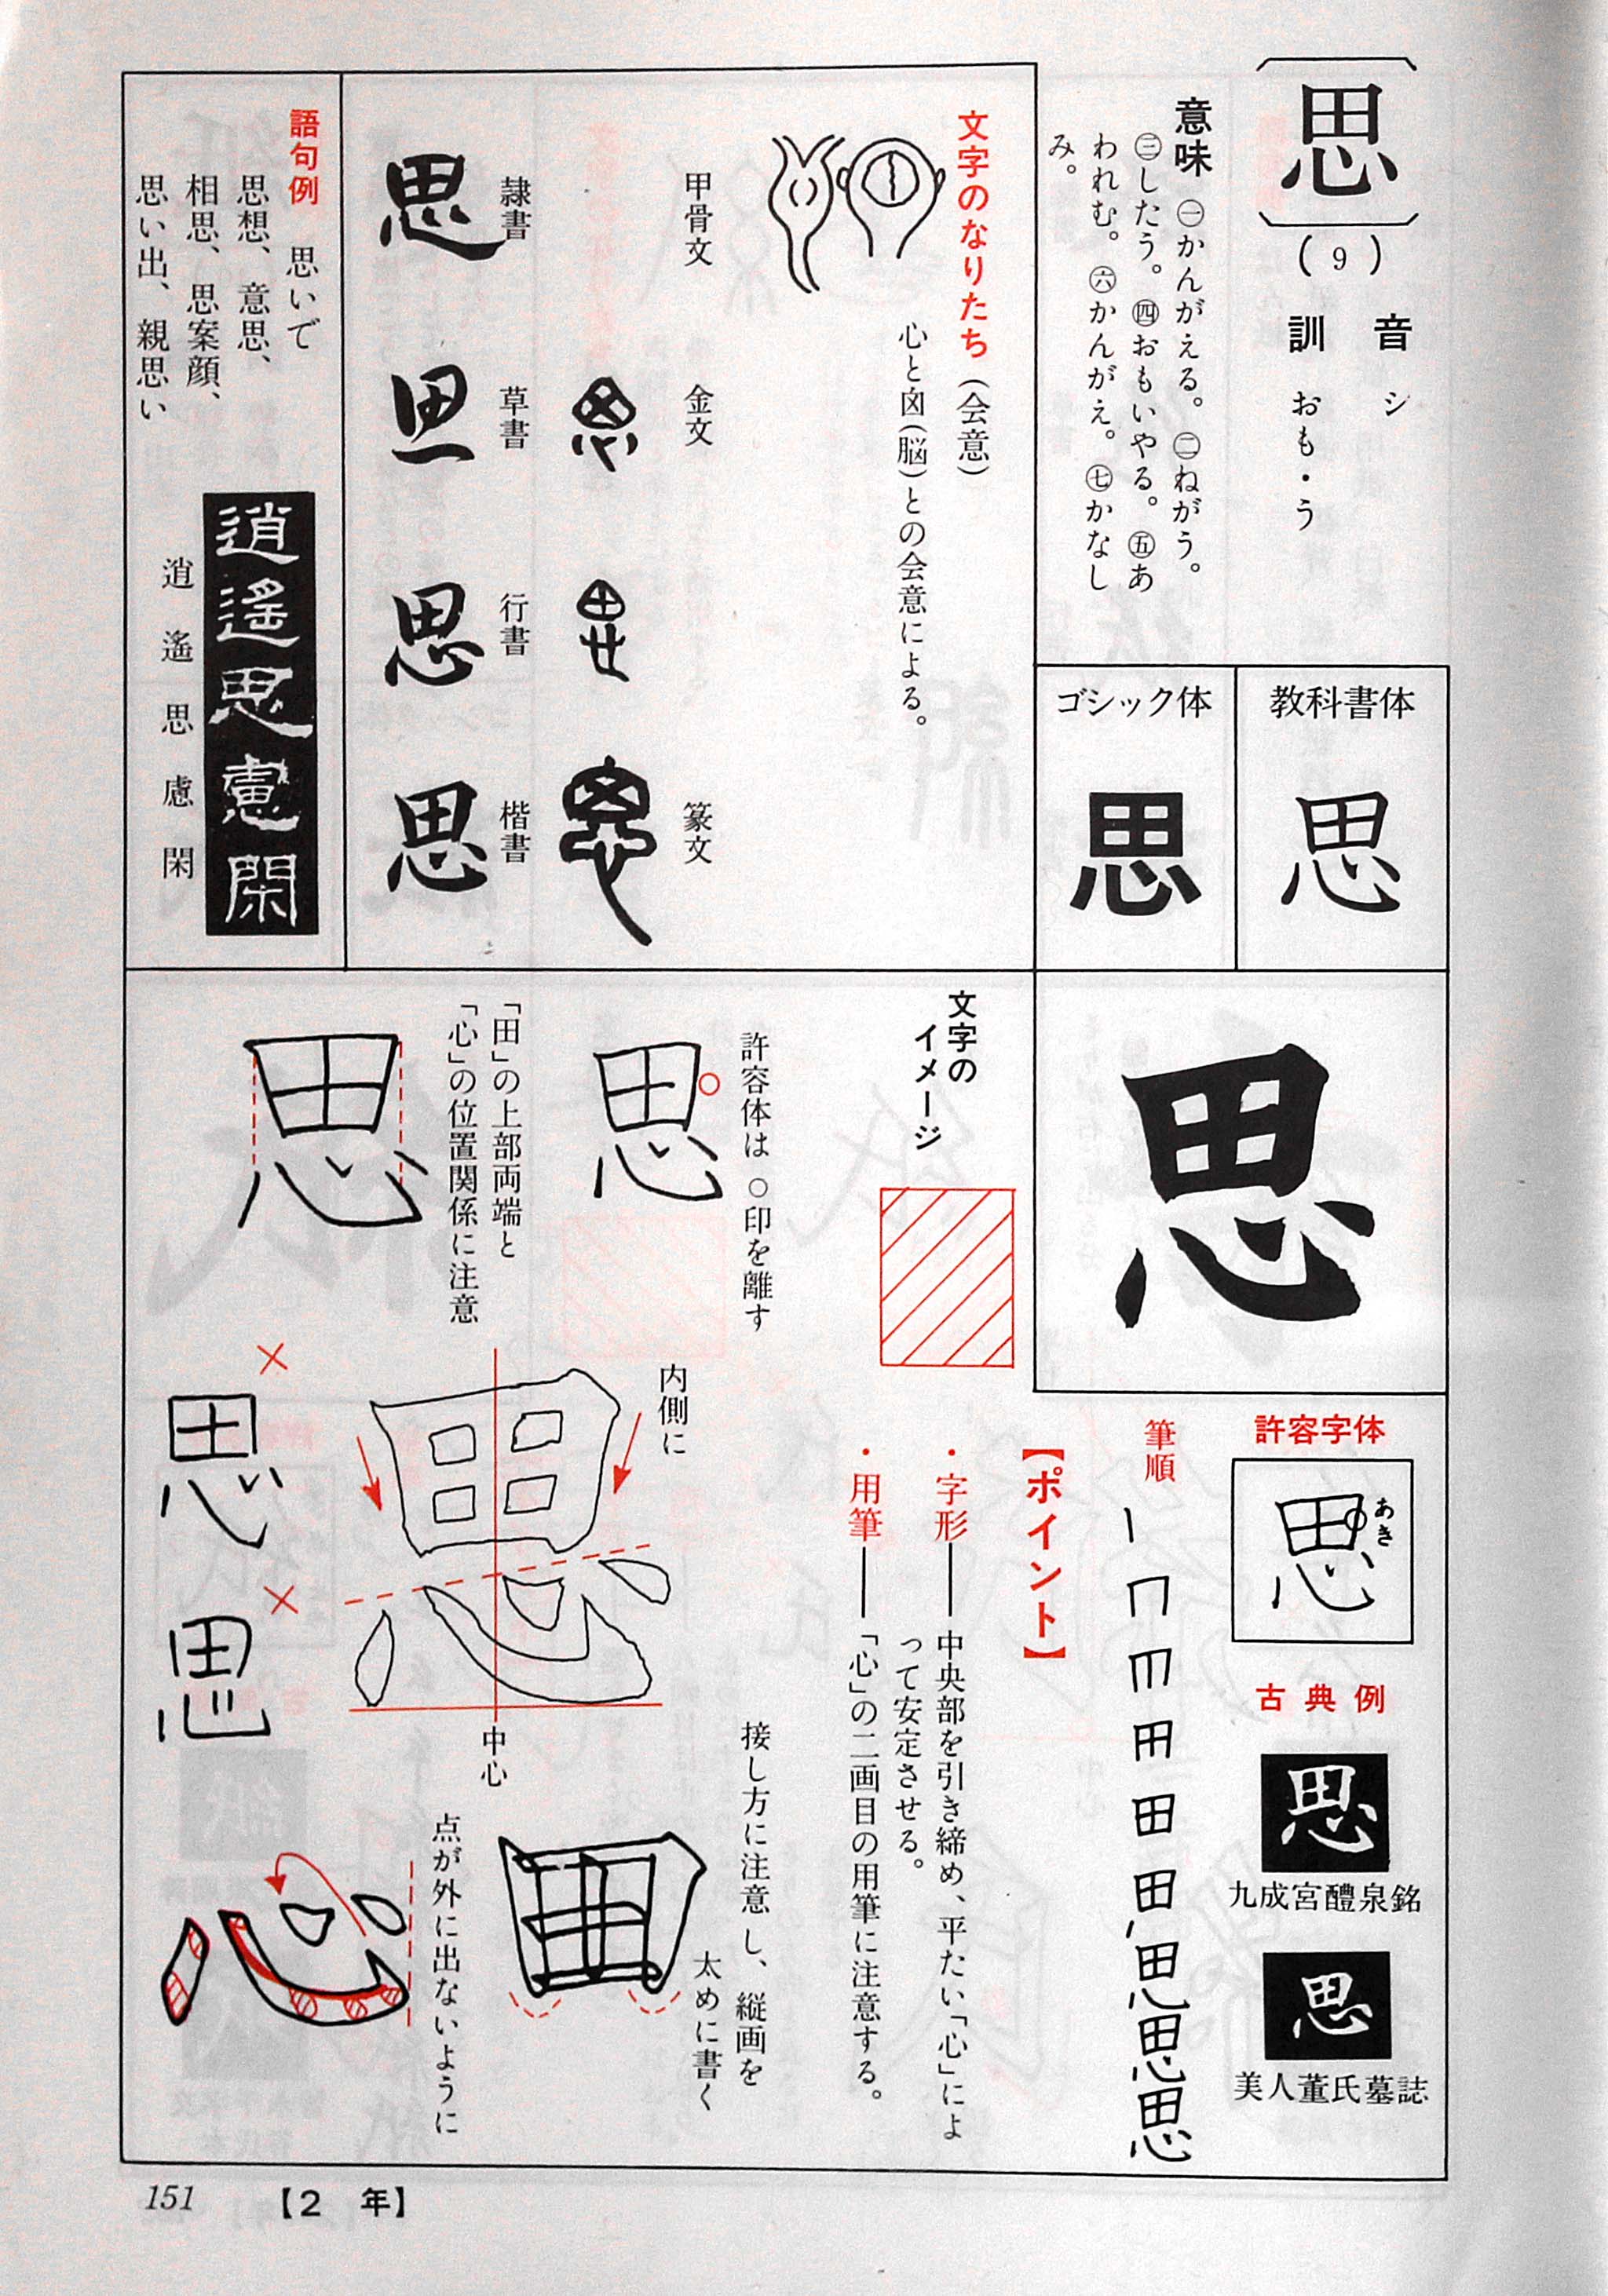 思
(9)
音 シ
訓 おも・う
意味 ㊀かんがえる。㊁ねがう。
㊂したう。㊃おもいやる。㊄あ
われむ。㊅かんがえ。㊆かなし
み。
教科書体
思
ゴシック体
思
文字のなりたち(会意)
心と囟(脳)との会意による。
甲骨文
金文
篆文
隷書
思
草書
思
行書
思
楷書
思
語句例 思いで
思想、意思、
相思、思案顔、
思い出、親思い
逍遙思慮閑
逍遙思慮閑
思
許容字体
思
あき
古典例
思
九成宮醴泉銘
思
美人董氏墓誌
筆順
思
【ポイント】
・字形―中央部を引き締め、平たい「心」によ
って安定させる。
・用筆―「心」の二画目の用筆に注意する。
文字の
イメージ
許容体は ○印を離す
思
「田」の上部両端と
「心」の位置関係に注意
思
内側に
思
中心
接し方に注意し、縦画を
太めに書く
田
点が外に出ないように
心
×
思
×
思
151
【2 年】